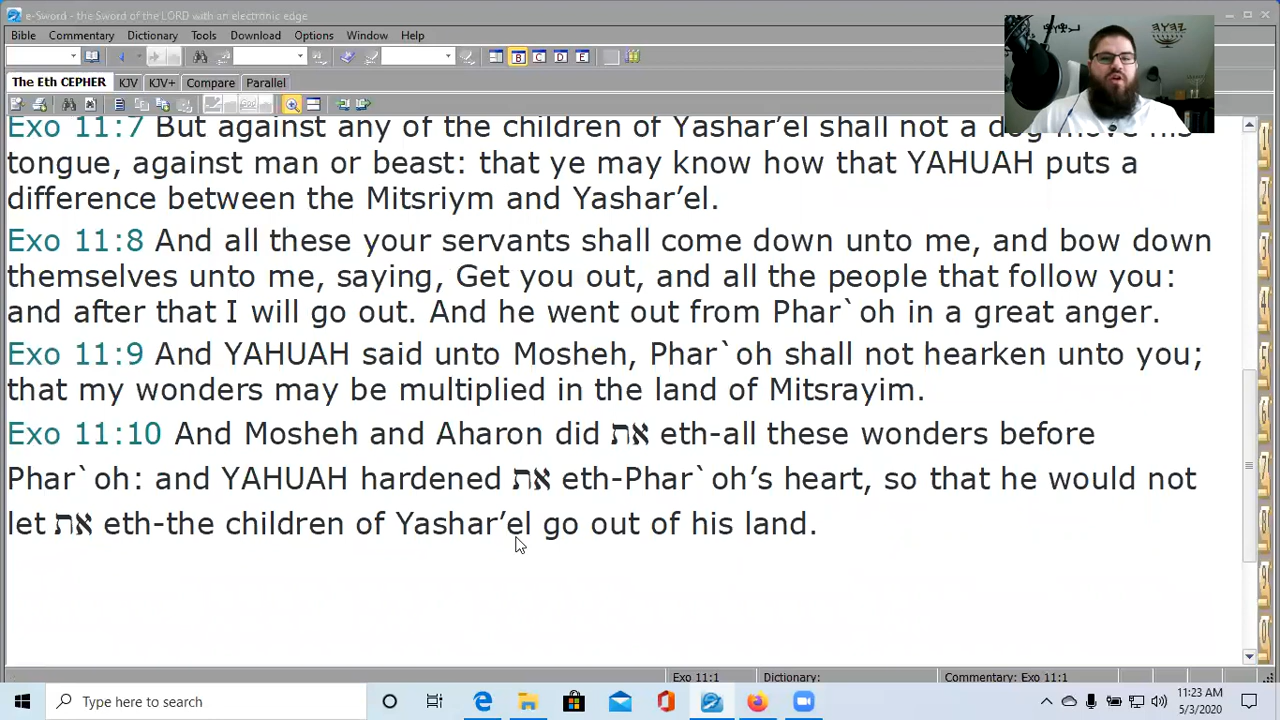 e-Sword - the Sword of the LORD with an electronic edge
Bible Commentary Dictionary Tools Download Options Window Help
B C D E
The Eth CEPHER KJV KJV+ Compare Parallel
Exo 11:7 But against any of the children of Yashar’el shall not a dog move his
tongue, against man or beast: that ye may know how that YAHUAH puts a
difference between the Mitsriym and Yashar’el.
Exo 11:8 And all these your servants shall come down unto me, and bow down
themselves unto me, saying, Get you out, and all the people that follow you:
and after that I will go out. And he went out from Phar`oh in a great anger.
Exo 11:9 And YAHUAH said unto Mosheh, Phar`oh shall not hearken unto you;
that my wonders may be multiplied in the land of Mitsrayim.
Exo 11:10 And Mosheh and Aharon did את eth-all these wonders before
Phar`oh: and YAHUAH hardened את eth-Phar`oh’s heart, so that he would not
let את eth-the children of Yashar’el go out of his land.
Exo 11:1 Dictionary: Commentary: Exo 11:1
Type here to search
11:23 AM
5/3/2020